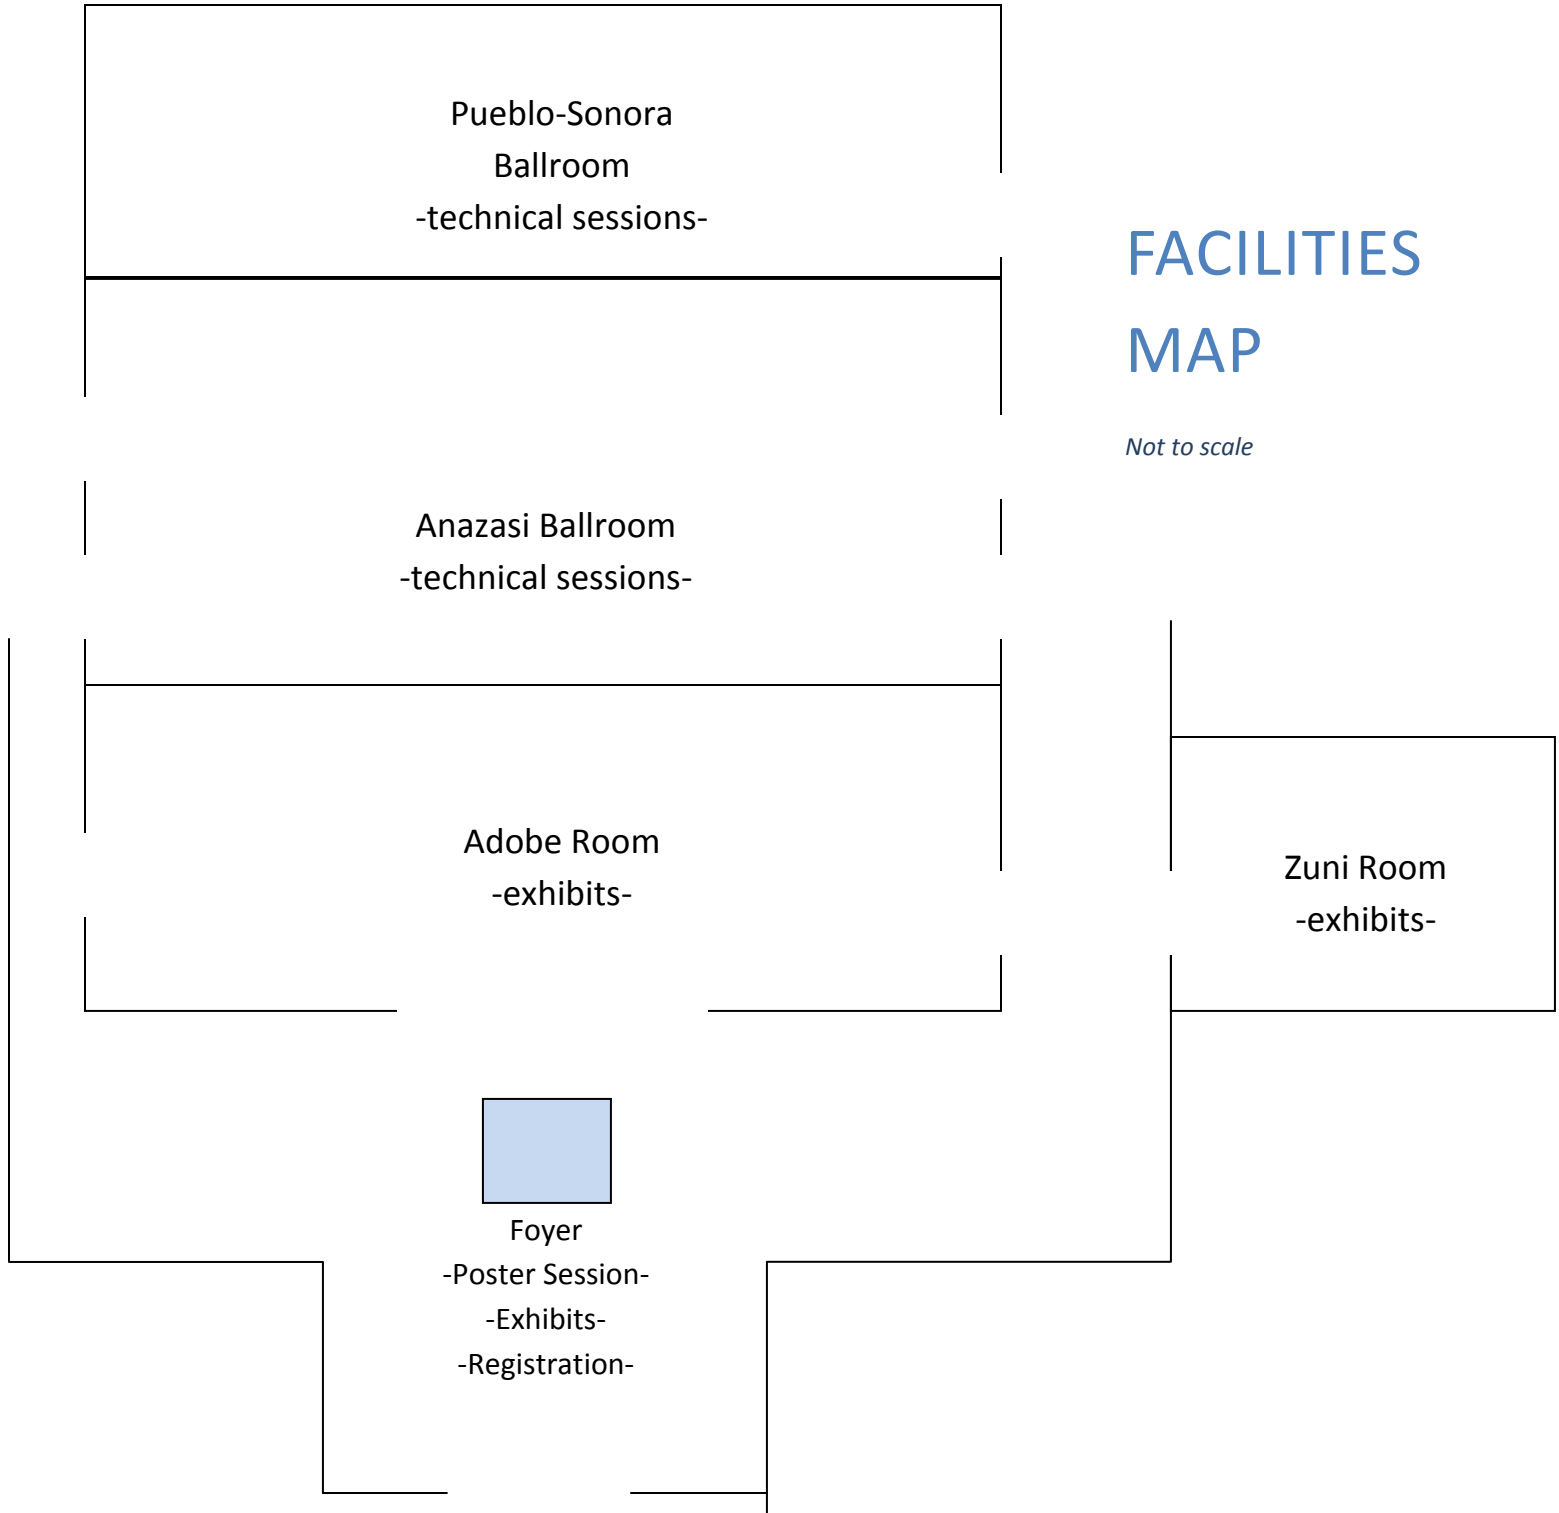 Pueblo-Sonora
Ballroom
-technical sessions-
FACILITIES
MAP
Not to scale
Anazasi Ballroom
-technical sessions-
Adobe Room
-exhibits-
Zuni Room
-exhibits-
Foyer
-Poster Session-
-Exhibits-
-Registration-